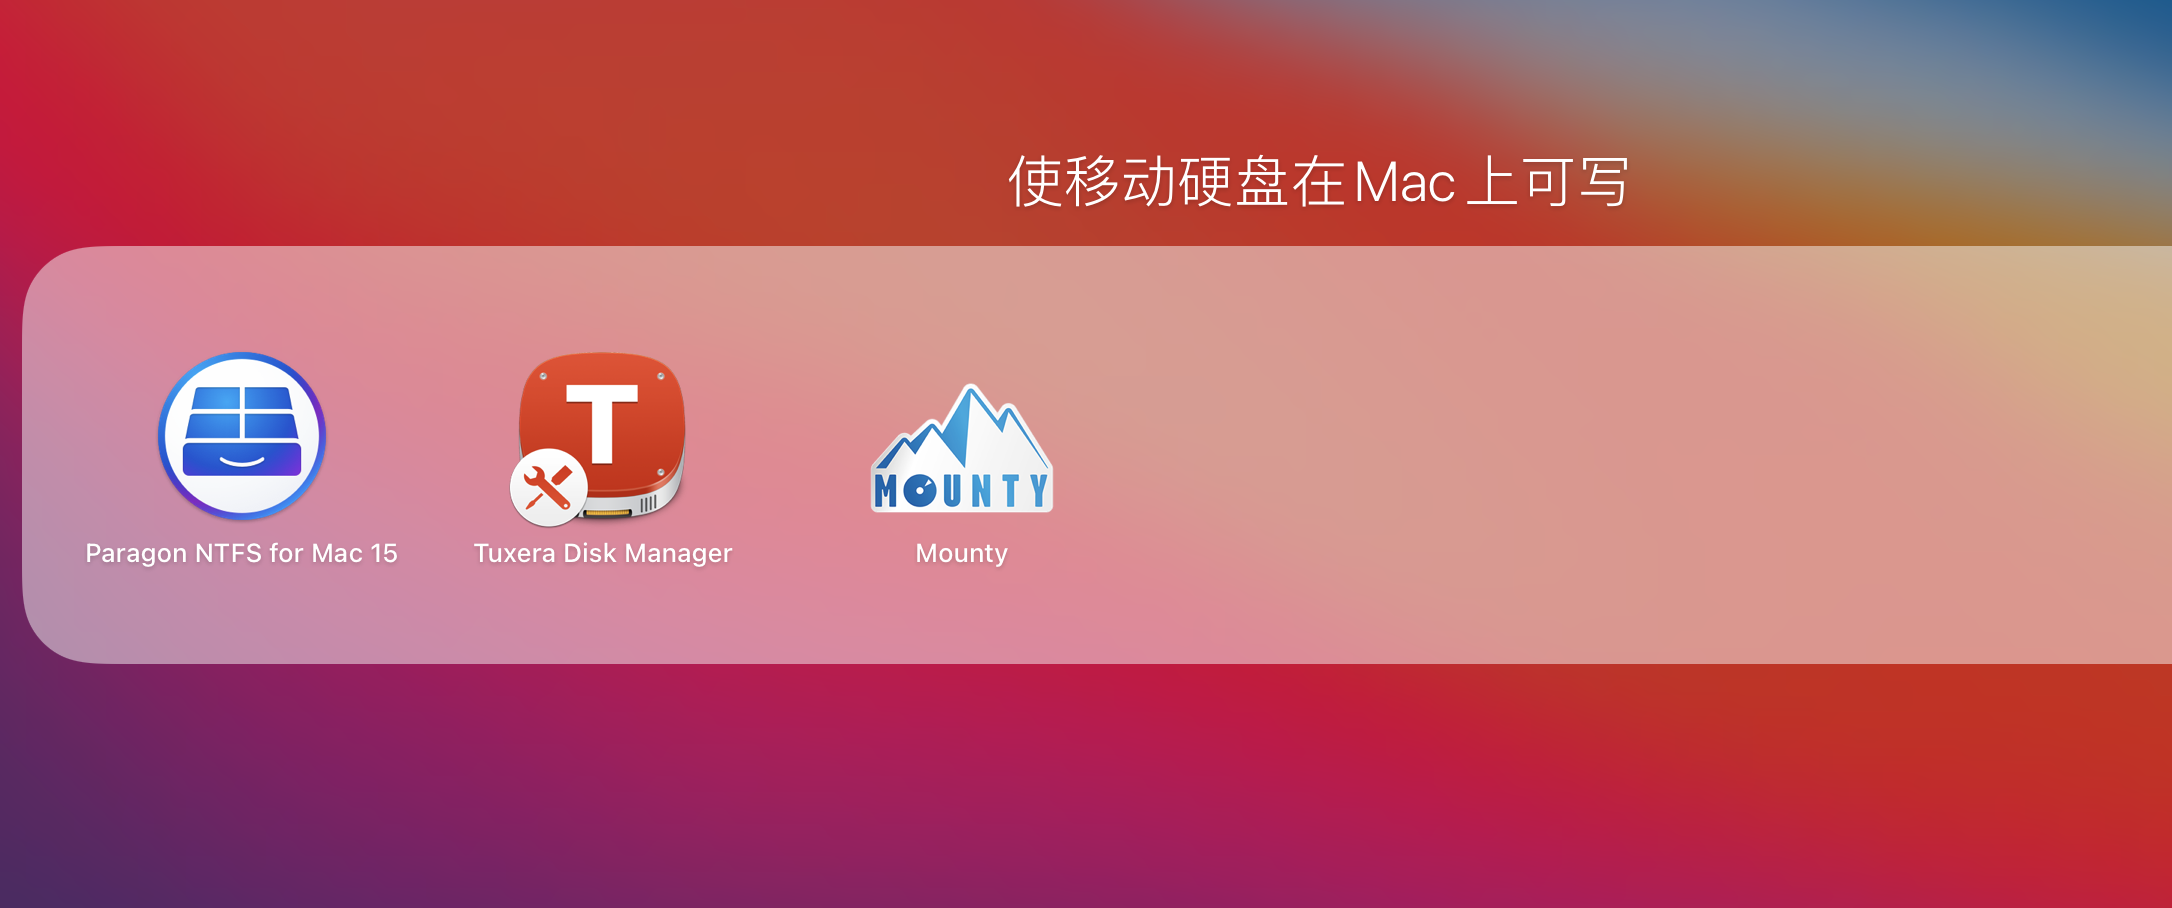 使移动硬盘在Mac上可写
T
MOUNTY
Paragon NTFS for Mac 15
Tuxera Disk Manager
Mounty